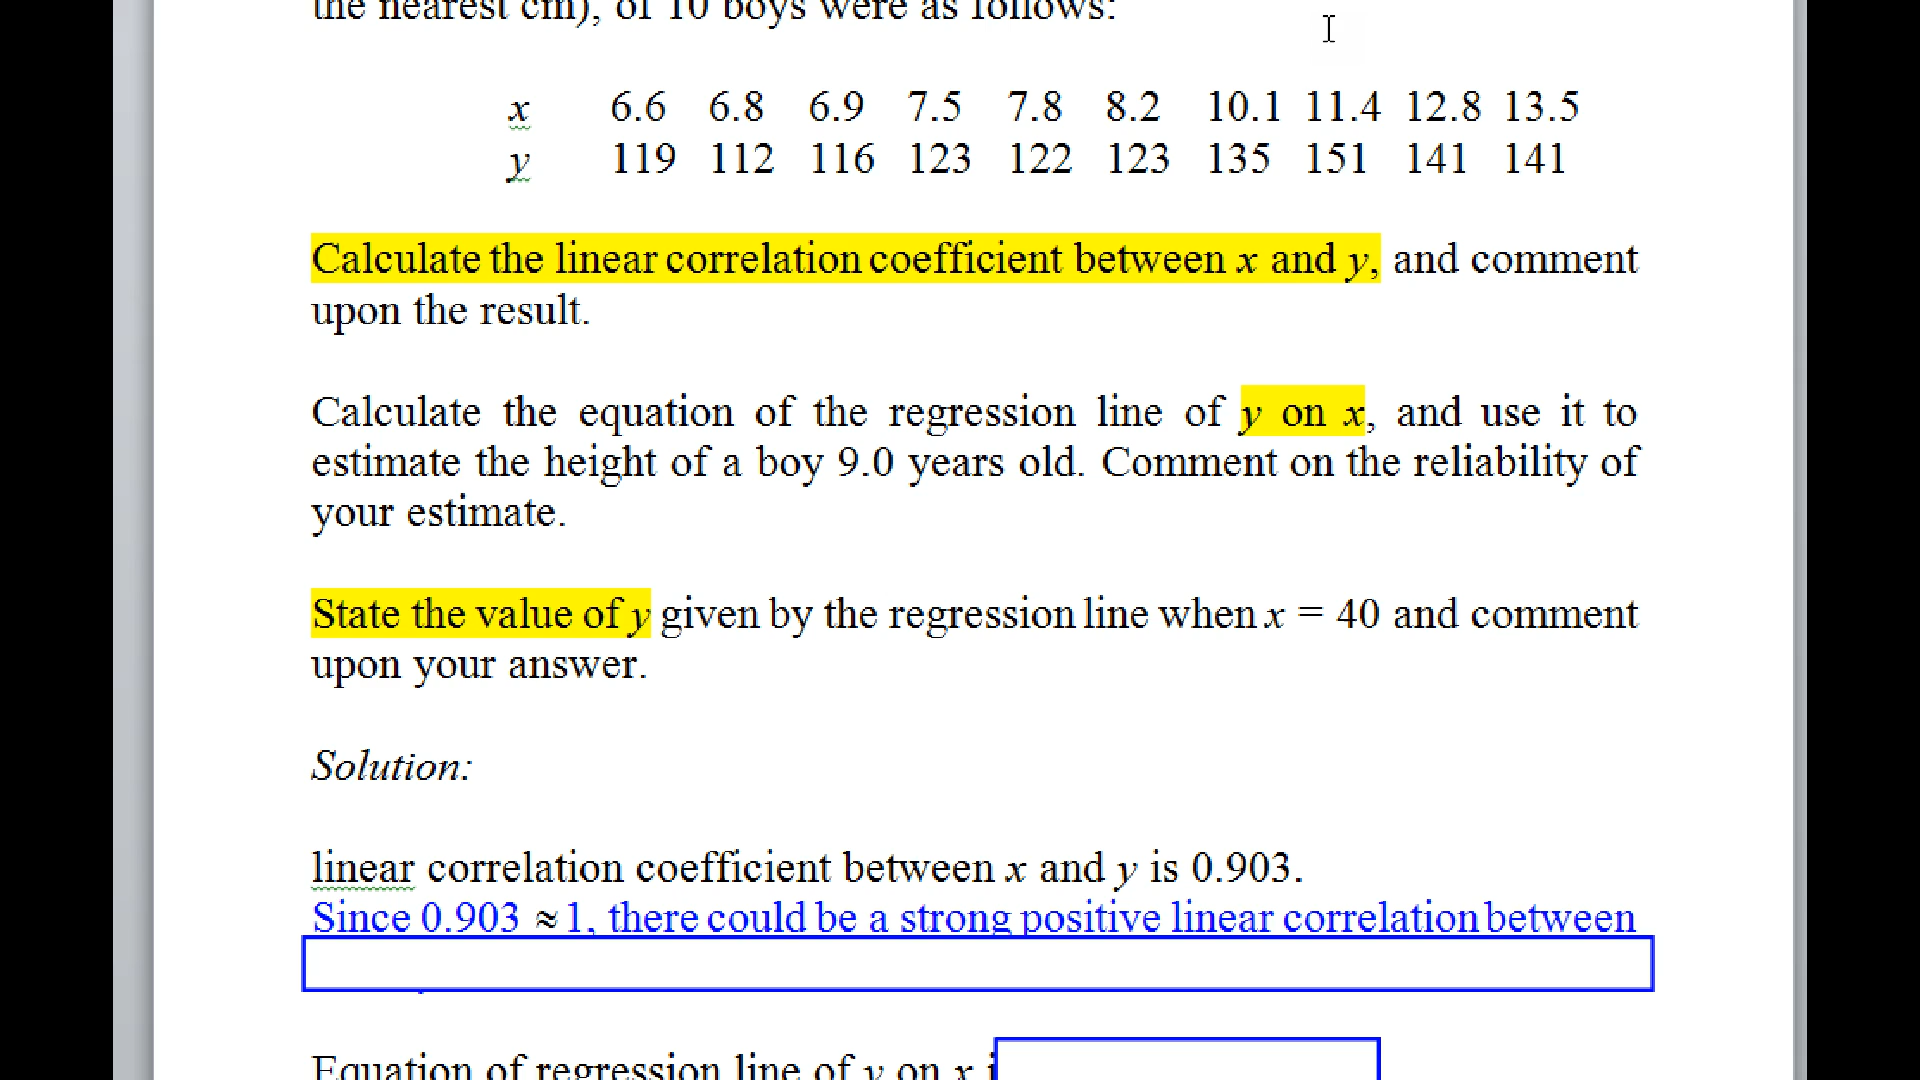 the nearest cm), of 10 boys were as follows:
x 6.6 6.8 6.9 7.5 7.8 8.2 10.1 11.4 12.8 13.5
y 119 112 116 123 122 123 135 151 141 141
Calculate the linear correlation coefficient between x and y, and comment
upon the result.
Calculate the equation of the regression line of y on x, and use it to
estimate the height of a boy 9.0 years old. Comment on the reliability of
your estimate.
State the value of y given by the regression line when x = 40 and comment
upon your answer.
Solution:
linear correlation coefficient between x and y is 0.903.
Since 0.903 ≈ 1, there could be a strong positive linear correlation between
Equation of regression line of y on x